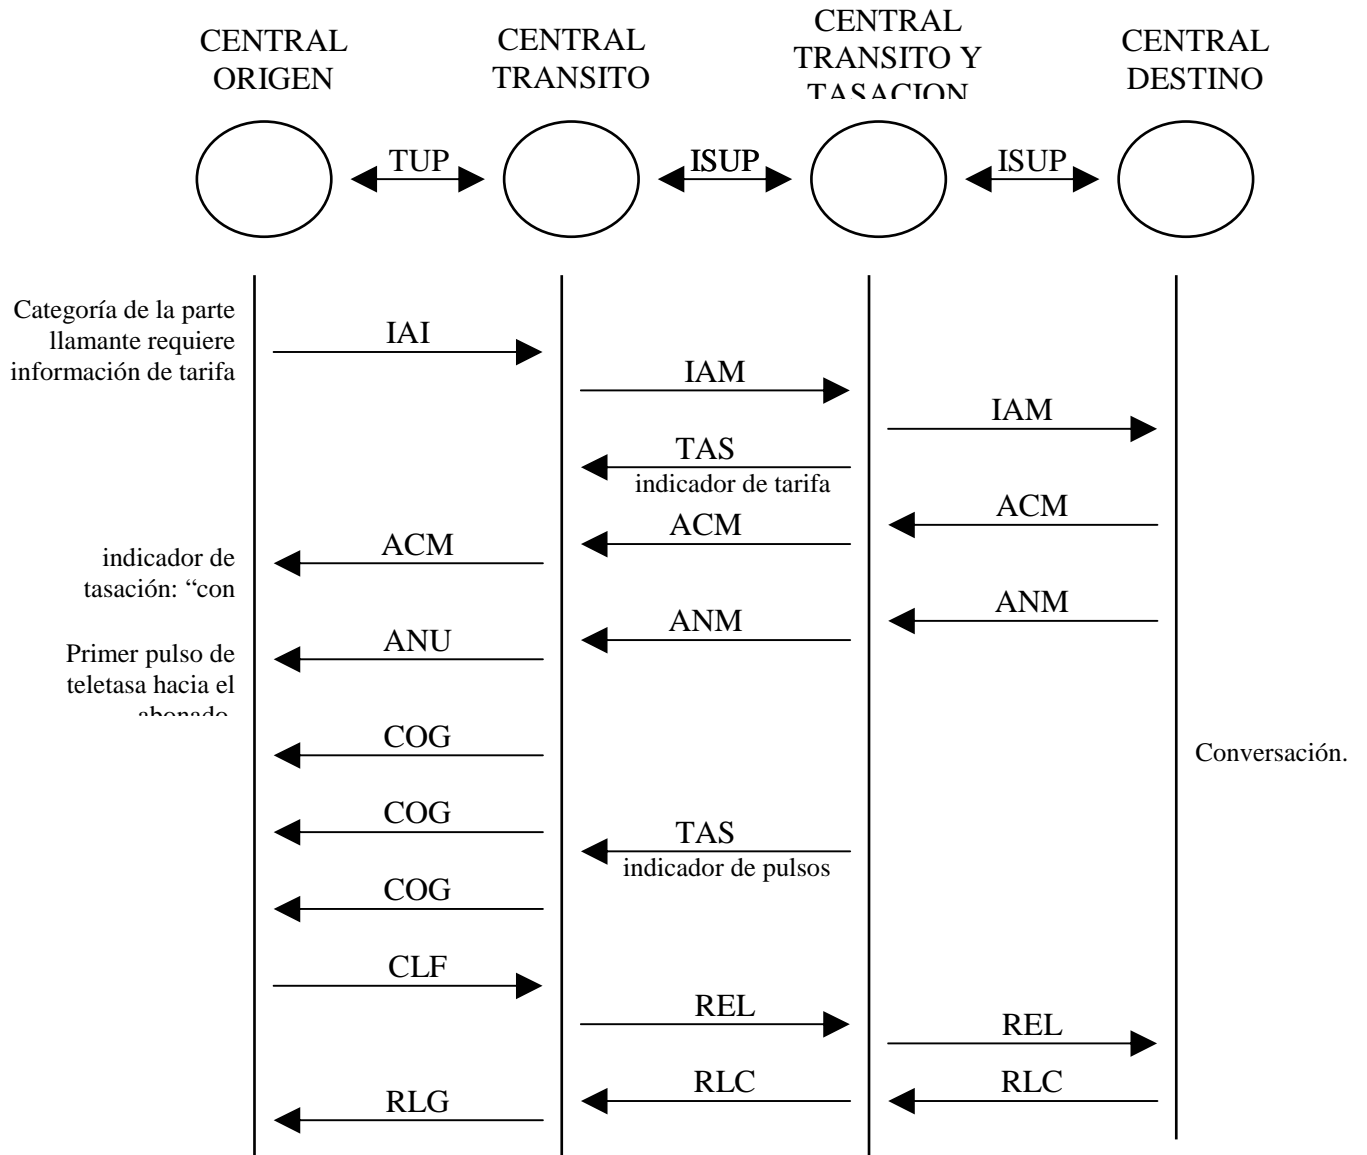 CENTRAL
ORIGEN
CENTRAL
TRANSITO
CENTRAL
TRANSITO Y
TASACION
CENTRAL
DESTINO
TUP
ISUP
ISUP
Categoría de la parte
llamante requiere
información de tarifa
IAI
IAM
IAM
TAS
indicador de tarifa
ACM
ACM
ACM
indicador de
tasación: “con
ANM
ANM
ANU
Primer pulso de
teletasa hacia el
abonado.
COG
Conversación.
COG
TAS
indicador de pulsos
COG
CLF
REL
REL
RLC
RLC
RLG